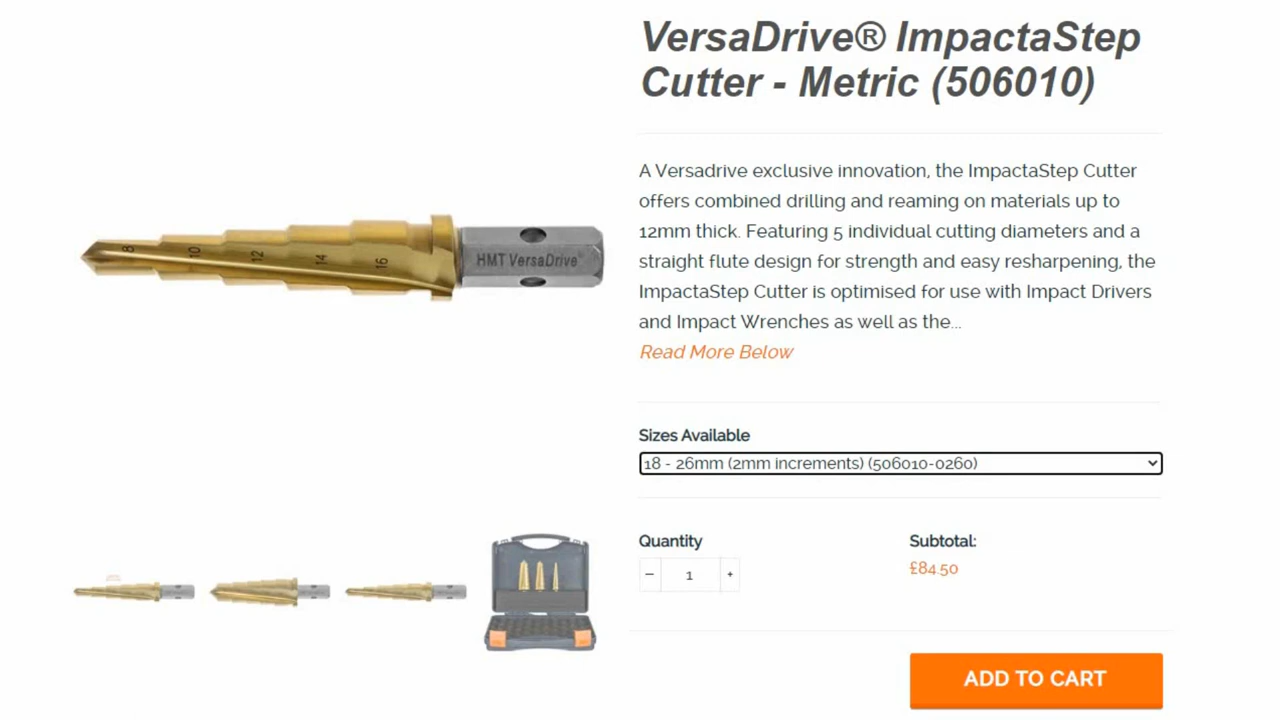 VersaDrive® ImpactaStep
Cutter - Metric (506010)
A Versadrive exclusive innovation, the ImpactaStep Cutter
offers combined drilling and reaming on materials up to
12mm thick. Featuring 5 individual cutting diameters and a
straight flute design for strength and easy resharpening, the
ImpactaStep Cutter is optimised for use with Impact Drivers
and Impact Wrenches as well as the...
Read More Below
8
10
12
14
16
HMT VersaDrive®
Sizes Available
18 - 26mm (2mm increments) (506010-0260)
Quantity
Subtotal:
− 1 +
£84.50
ADD TO CART